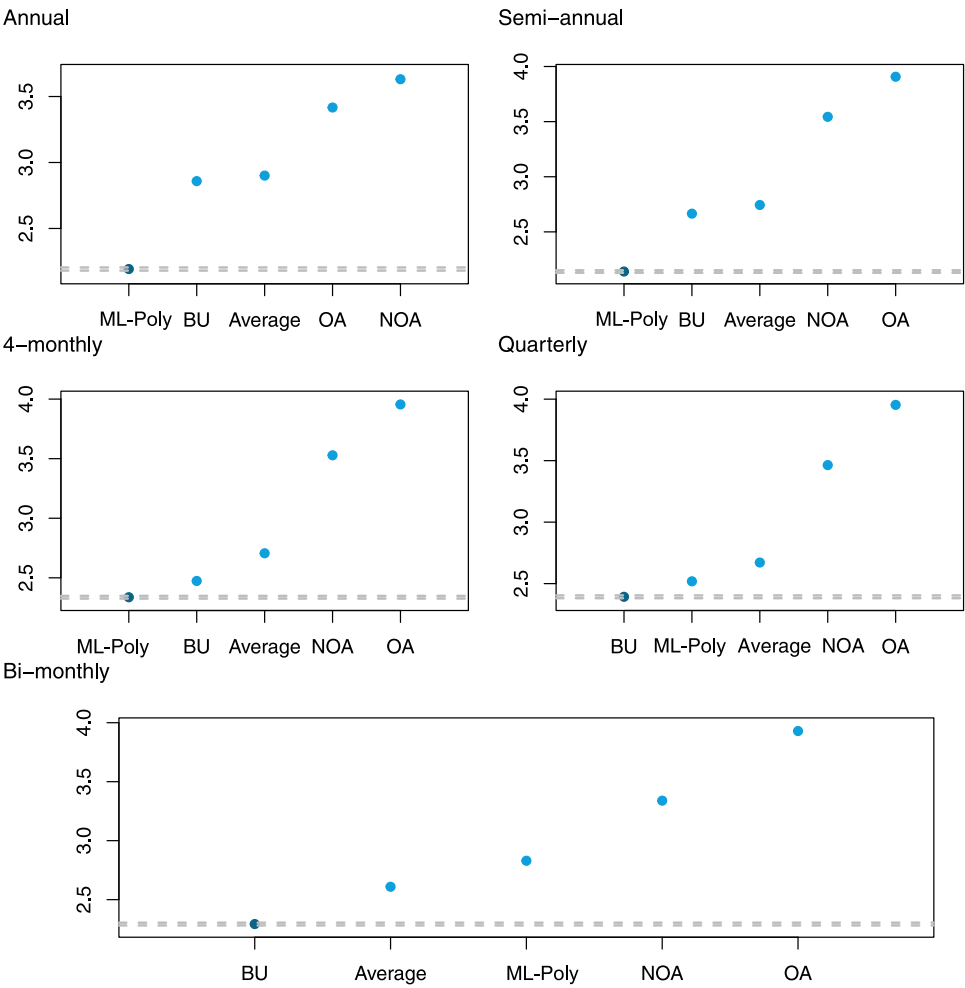 Annual
3.5
3.0
2.5
ML-Poly BU Average OA NOA
Semi−annual
4.0
3.5
3.0
2.5
ML-Poly BU Average NOA OA
4−monthly
4.0
3.5
3.0
2.5
ML-Poly BU Average NOA OA
Quarterly
4.0
3.5
3.0
2.5
BU ML-Poly Average NOA OA
Bi−monthly
4.0
3.5
3.0
2.5
BU Average ML-Poly NOA OA